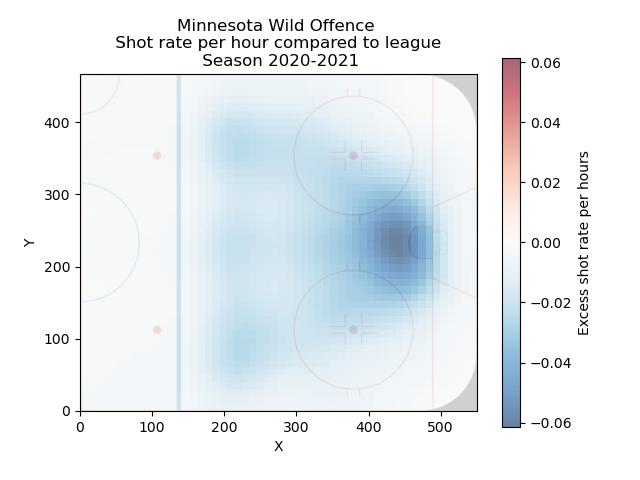 Minnesota Wild Offence
Shot rate per hour compared to league
Season 2020-2021
400
300
200
100
0
Y
0 100 200 300 400 500
X
0.06
0.04
0.02
0.00
−0.02
−0.04
−0.06
Excess shot rate per hours